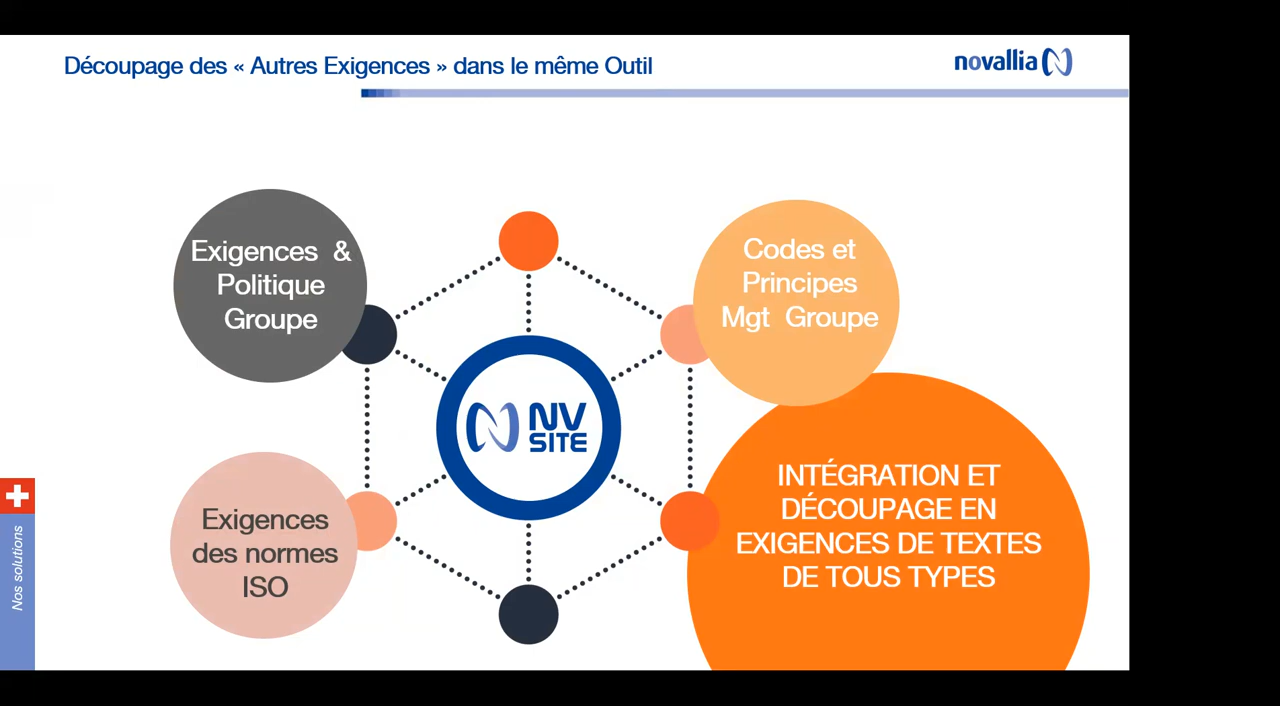 Découpage des « Autres Exigences » dans le même Outil
novallia
Exigences &
Politique
Groupe
Codes et
Principes
Mgt Groupe
NV
SITE
Exigences
des normes
ISO
INTÉGRATION ET
DÉCOUPAGE EN
EXIGENCES DE TEXTES
DE TOUS TYPES
Nos solutions